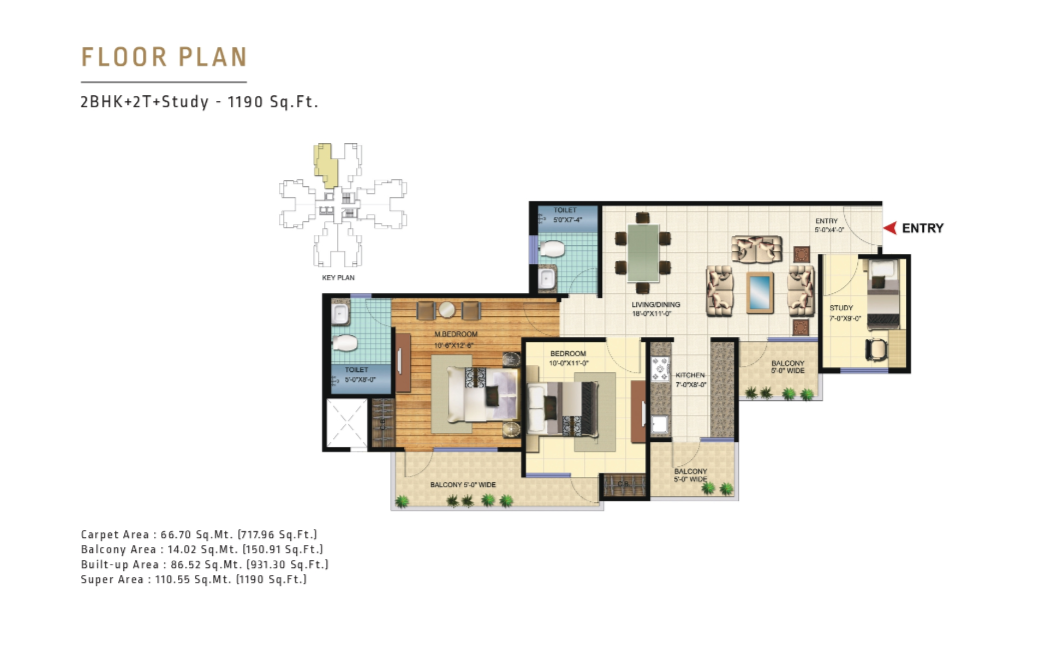 FLOOR PLAN
2BHK+2T+Study - 1190 Sq.Ft.
KEY PLAN
TOILET
5'0"X7'-4"
ENTRY
5'-0"x4'-0"
ENTRY
LIVING/DINING
18'-0"X11'-0"
STUDY
7'-0"X9'-0"
M.BEDROOM
10'-6"X12'-6"
BEDROOM
10'-0"X11'-0"
TOILET
5'-0"X8'-0"
KITCHEN
7'-0"X8'-0"
BALCONY
5'-0" WIDE
BALCONY
5'-0" WIDE
BALCONY 5'-0" WIDE
Carpet Area : 66.70 Sq.Mt. (717.96 Sq.Ft.)
Balcony Area : 14.02 Sq.Mt. (150.91 Sq.Ft.)
Built-up Area : 86.52 Sq.Mt. (931.30 Sq.Ft.)
Super Area : 110.55 Sq.Mt. (1190 Sq.Ft.)